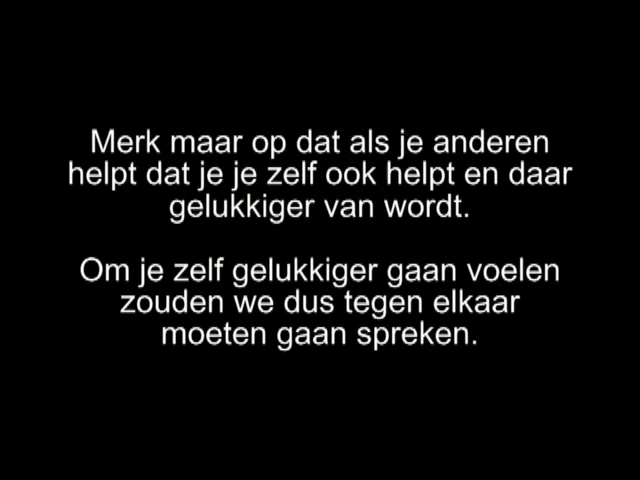 Merk maar op dat als je anderen
helpt dat je je zelf ook helpt en daar
gelukkiger van wordt.
Om je zelf gelukkiger gaan voelen
zouden we dus tegen elkaar
moeten gaan spreken.